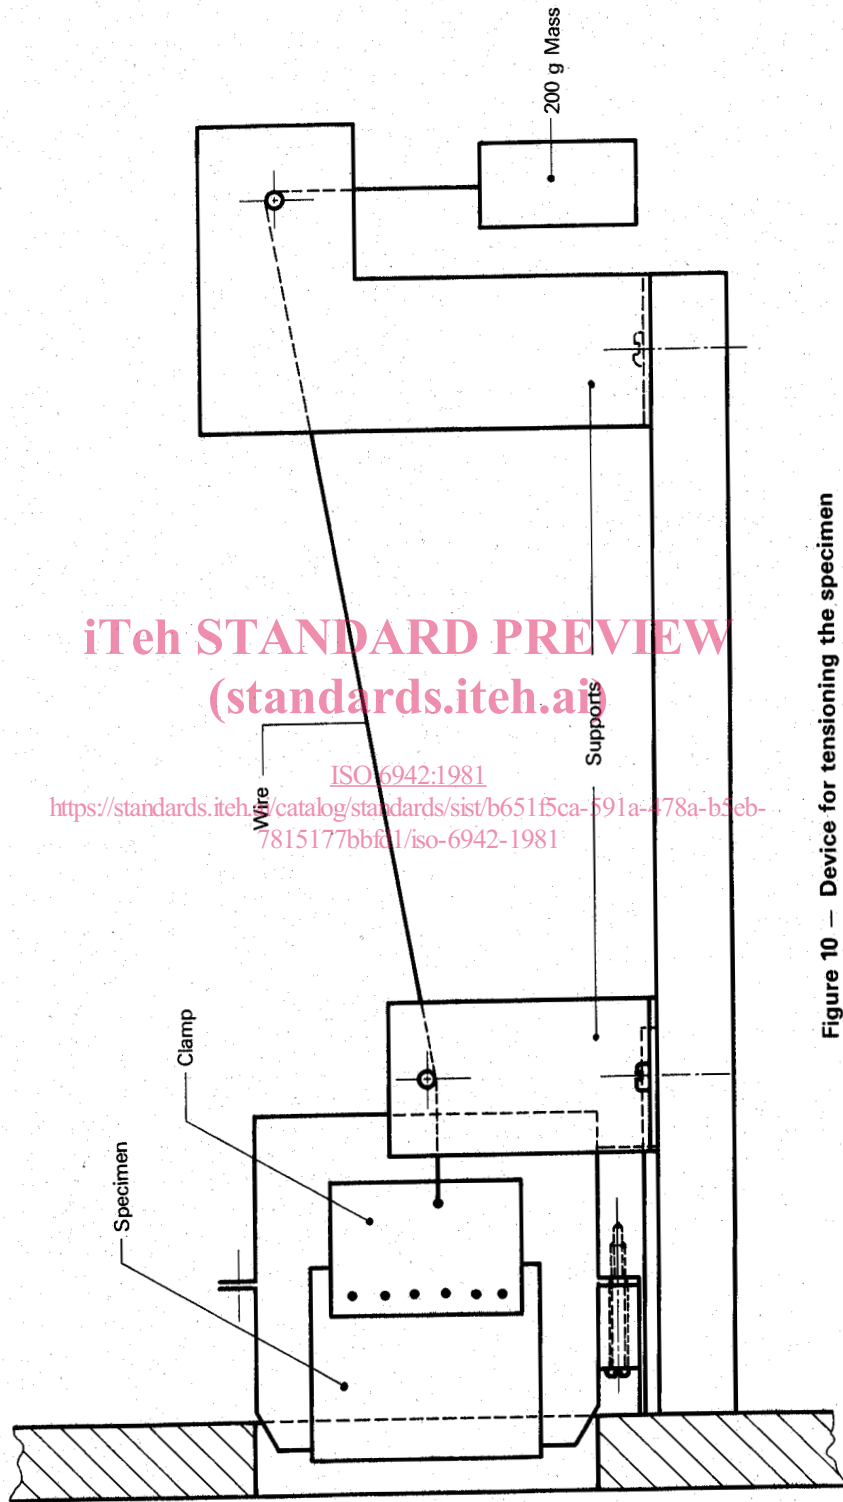 200 g Mass
iTeh STANDARD PREVIEW
(standards.iteh.ai)
Supports
ISO 6942:1981
Wire
https://standards.iteh.ai/catalog/standards/sist/b651f5ca-591a-478a-b5eb-
7815177bbfd1/iso-6942-1981
Clamp
Specimen
Figure 10 — Device for tensioning the specimen